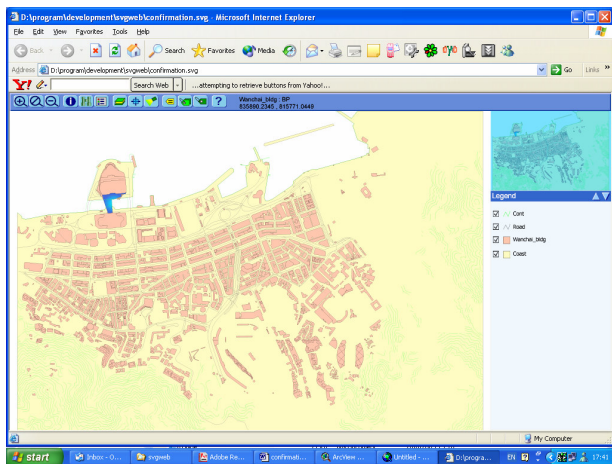 D:\program\development\svgweb\confirmation.svg - Microsoft Internet Explorer
File Edit View Favorites Tools Help
Back Search Favorites Media
Address D:\program\development\svgweb\confirmation.svg Go Links »
Y! Search Web ...attempting to retrieve buttons from Yahoo!...
Wanchai_bldg : BP
835890.2345 , 815771.0449
Legend
Cont
Road
Wanchai_bldg
Coast
My Computer
start Inbox - O... svgweb Adobe Re... confirmati... ArcView ... Untitled - ... D:\progra... EN 17:41